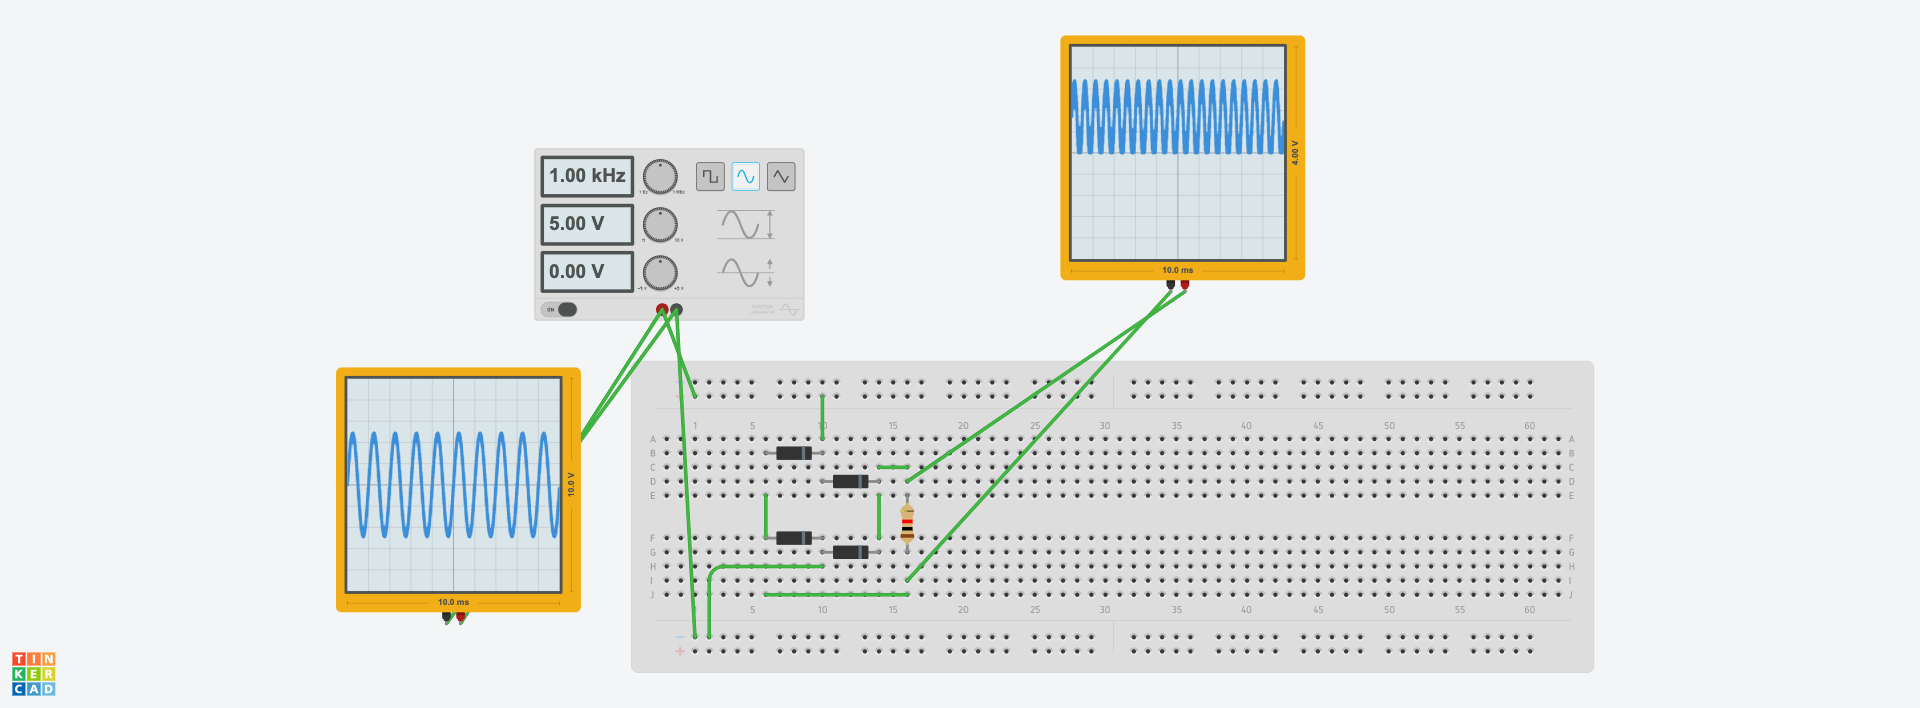 4.00 V
10.0 ms
1.00 kHz
5.00 V
0.00 V
ON
FUNCTION
GENERATOR
10.0 V
10.0 ms
1 5 10 15 20 25 30 35 40 45 50 55 60
A A
B B
C C
D D
E E
F F
G G
H H
I I
J J
5 10 15 20 25 30 35 40 45 50 55 60
−
+
TIN
KER
CAD